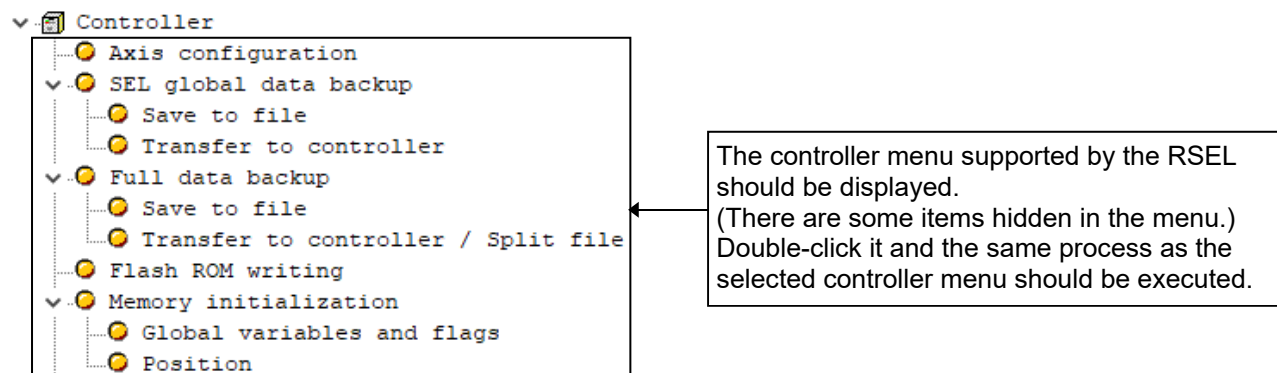 Controller
Axis configuration
SEL global data backup
Save to file
Transfer to controller
Full data backup
Save to file
Transfer to controller / Split file
Flash ROM writing
Memory initialization
Global variables and flags
Position
The controller menu supported by the RSEL
should be displayed.
(There are some items hidden in the menu.)
Double-click it and the same process as the
selected controller menu should be executed.